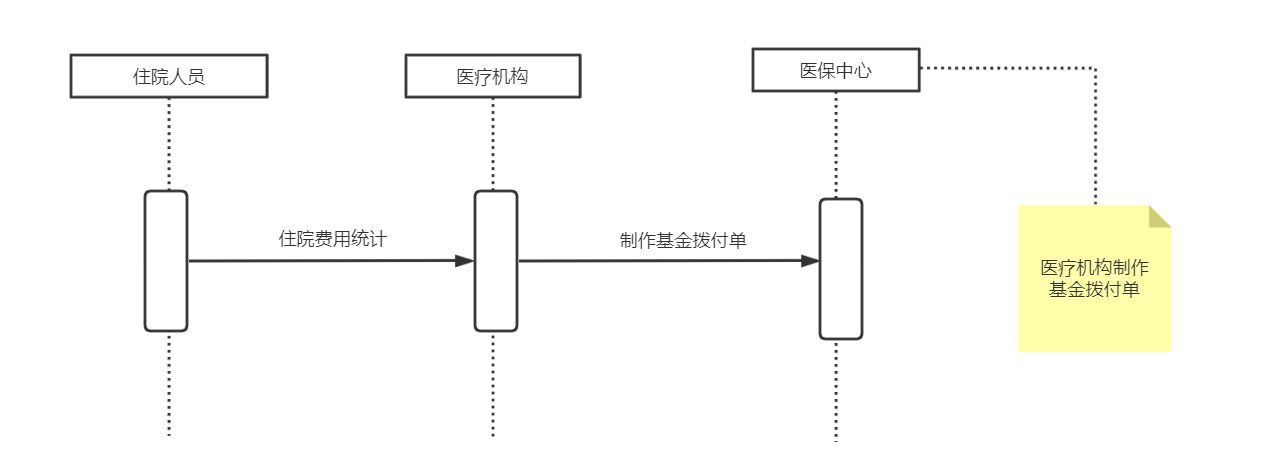 住院人员
医疗机构
医保中心
住院费用统计
制作基金拨付单
医疗机构制作
基金拨付单